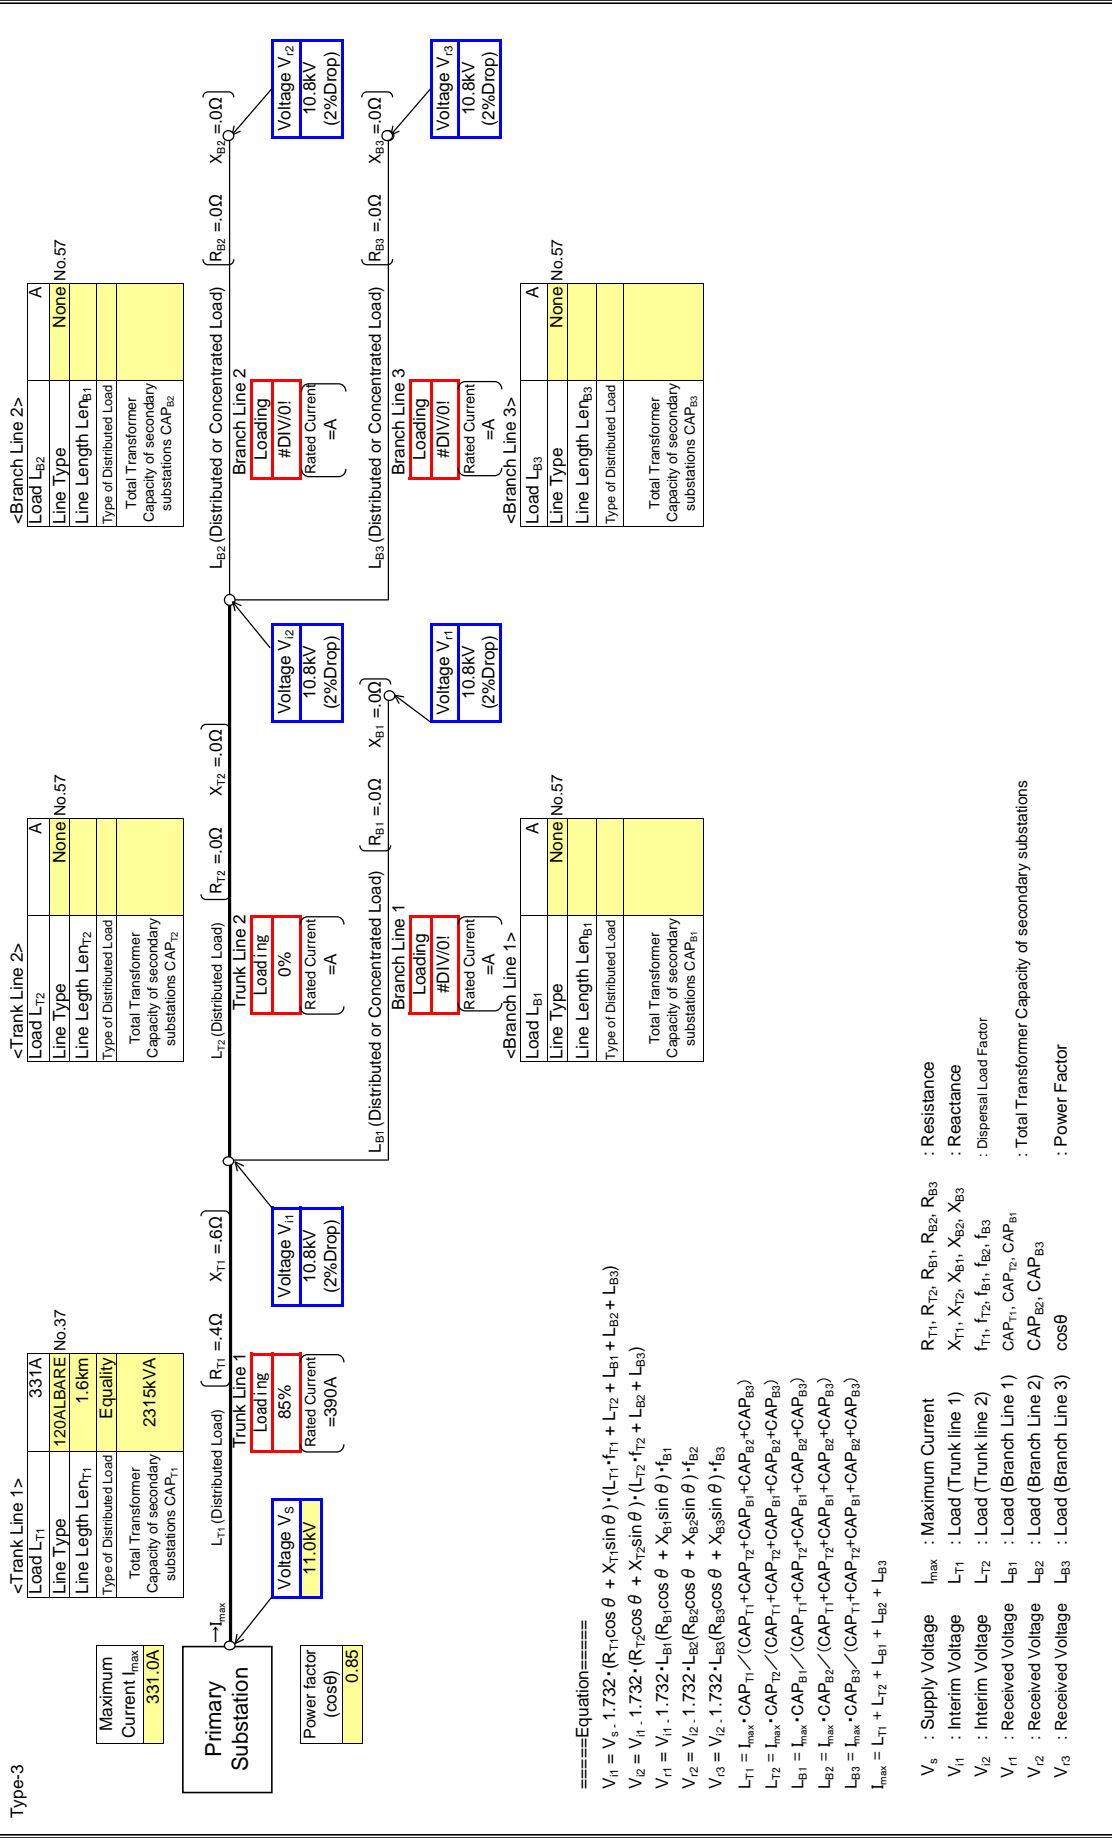 Type-3
Maximum
Current Imax
331.0A
Primary
Substation
Power factor
(cosθ)
0.85
→Imax
Voltage VS
11.0kV
<Trank Line 1>
Load LT1 331A
Line Type 120ALBARE No.37
Line Legth LenT1 1.6km
Type of Distributed Load Equality
Total Transformer
Capacity of secondary
substations CAPT1
2315kVA
LT1 (Distributed Load) RT1 =.4Ω XT1 =.6Ω
Trunk Line 1
Loading
85%
Rated Current
=390A
Voltage Vi1
10.8kV
(2%Drop)
<Trank Line 2>
Load LT2 A
Line Type None No.57
Line Legth LenT2
Type of Distributed Load
Total Transformer
Capacity of secondary
substations CAPT2
LT2 (Distributed Load) RT2 =.0Ω XT2 =.0Ω
Trunk Line 2
Loading
0%
Rated Current
=A
Voltage Vi2
10.8kV
(2%Drop)
LB1 (Distributed or Concentrated Load) RB1 =.0Ω XB1 =.0Ω
Branch Line 1
Loading
#DIV/0!
Rated Current
=A
Voltage Vr1
10.8kV
(2%Drop)
<Branch Line 1>
Load LB1 A
Line Type None No.57
Line Length LenB1
Type of Distributed Load
Total Transformer
Capacity of secondary
substations CAPB1
<Branch Line 2>
Load LB2 A
Line Type None No.57
Line Length LenB1
Type of Distributed Load
Total Transformer
Capacity of secondary
substations CAPB2
LB2 (Distributed or Concentrated Load) RB2 =.0Ω XB2 =.0Ω
Branch Line 2
Loading
#DIV/0!
Rated Current
=A
Voltage Vr2
10.8kV
(2%Drop)
LB3 (Distributed or Concentrated Load) RB3 =.0Ω XB3 =.0Ω
Branch Line 3
Loading
#DIV/0!
Rated Current
=A
Voltage Vr3
10.8kV
(2%Drop)
<Branch Line 3>
Load LB3 A
Line Type None No.57
Line Length LenB3
Type of Distributed Load
Total Transformer
Capacity of secondary
substations CAPB3
=====Equation=====
Vi1 = VS - 1.732・(RT1cosθ + XT1sinθ)・(LT1・fT1 + LT2 + LB1 + LB2 + LB3)
Vi2 = Vi1 - 1.732・(RT2cosθ + XT2sinθ)・(LT2・fT2 + LB2 + LB3)
Vr1 = Vi1 - 1.732・LB1(RB1cosθ + XB1sinθ)・fB1
Vr2 = Vi2 - 1.732・LB2(RB2cosθ + XB2sinθ)・fB2
Vr3 = Vi2 - 1.732・LB3(RB3cosθ + XB3sinθ)・fB3
LT1 = Imax・CAPT1／(CAPT1+CAPT2+CAPB1+CAPB2+CAPB3)
LT2 = Imax・CAPT2／(CAPT1+CAPT2+CAPB1+CAPB2+CAPB3)
LB1 = Imax・CAPB1／(CAPT1+CAPT2+CAPB1+CAPB2+CAPB3)
LB2 = Imax・CAPB2／(CAPT1+CAPT2+CAPB1+CAPB2+CAPB3)
LB3 = Imax・CAPB3／(CAPT1+CAPT2+CAPB1+CAPB2+CAPB3)
Imax = LT1 + LT2 + LB1 + LB2 + LB3
Vs : Supply Voltage Imax : Maximum Current RT1, RT2, RB1, RB2, RB3 : Resistance
Vi1 : Interim Voltage LT1 : Load (Trunk line 1) XT1, XT2, XB1, XB2, XB3 : Reactance
Vi2 : Interim Voltage LT2 : Load (Trunk line 2) fT1, fT2, fB1, fB2, fB3 : Dispersal Load Factor
Vr1 : Received Voltage LB1 : Load (Branch Line 1) CAPT1, CAPT2, CAPB1 : Total Transformer Capacity of secondary substations
Vr2 : Received Voltage LB2 : Load (Branch Line 2) CAPB2, CAPB3
Vr3 : Received Voltage LB3 : Load (Branch Line 3) cosθ : Power Factor